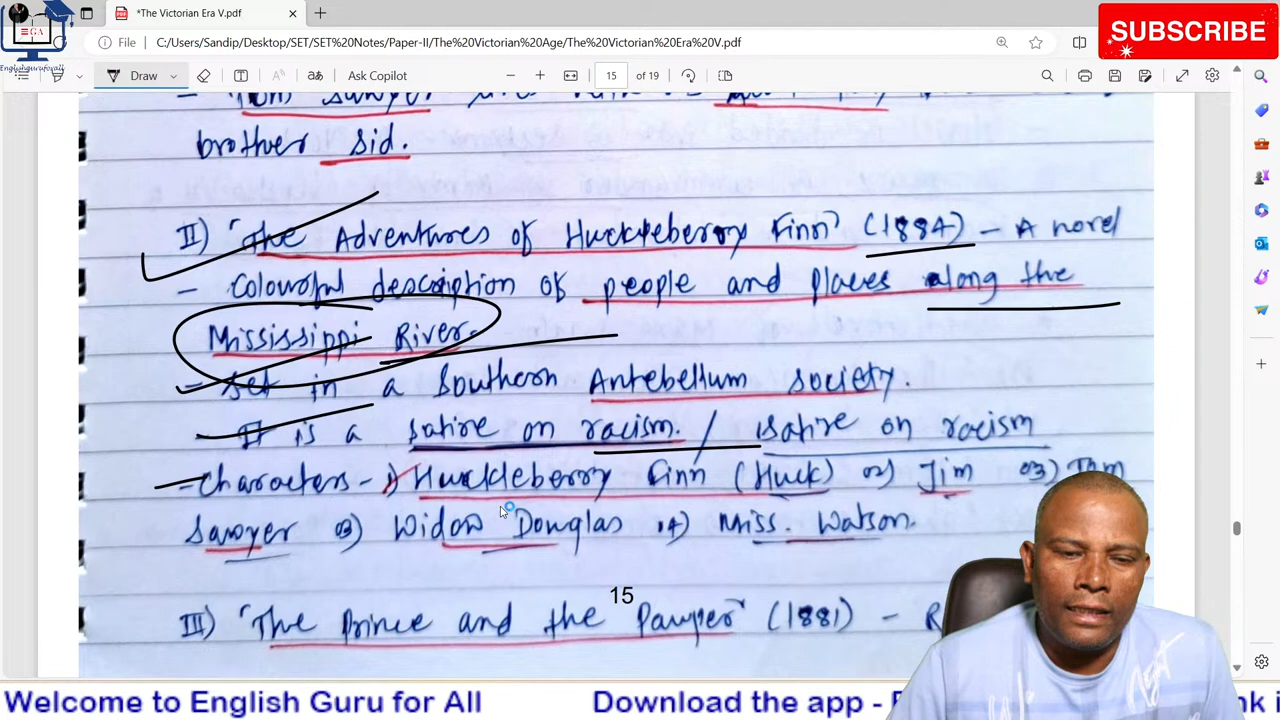 *The Victorian Era V.pdf
SUBSCRIBE
EGA
Englishguruforall
File
C:/Users/Sandip/Desktop/SET/SET%20Notes/Paper-II/The%20Victorian%20Age/The%20Victorian%20Era%20V.pdf
Draw
Ask Copilot
15 of 19
Tom Sawyer
brother Sid.
II) 'The Adventures of Huckleberry Finn' (1884) - A novel
- Colourful description of people and places along the
Mississippi River.
- Set in a Southern Antebellum society.
- It is a satire on racism. / satire on racism
- Characters - 1) Huckleberry Finn (Huck) 2) Jim 3) Tom
Sawyer 3) Widow Douglas 4) Miss. Watson.
15
III) 'The Prince and the Pauper' (1881) -
Welcome to English Guru for All
Download the app -